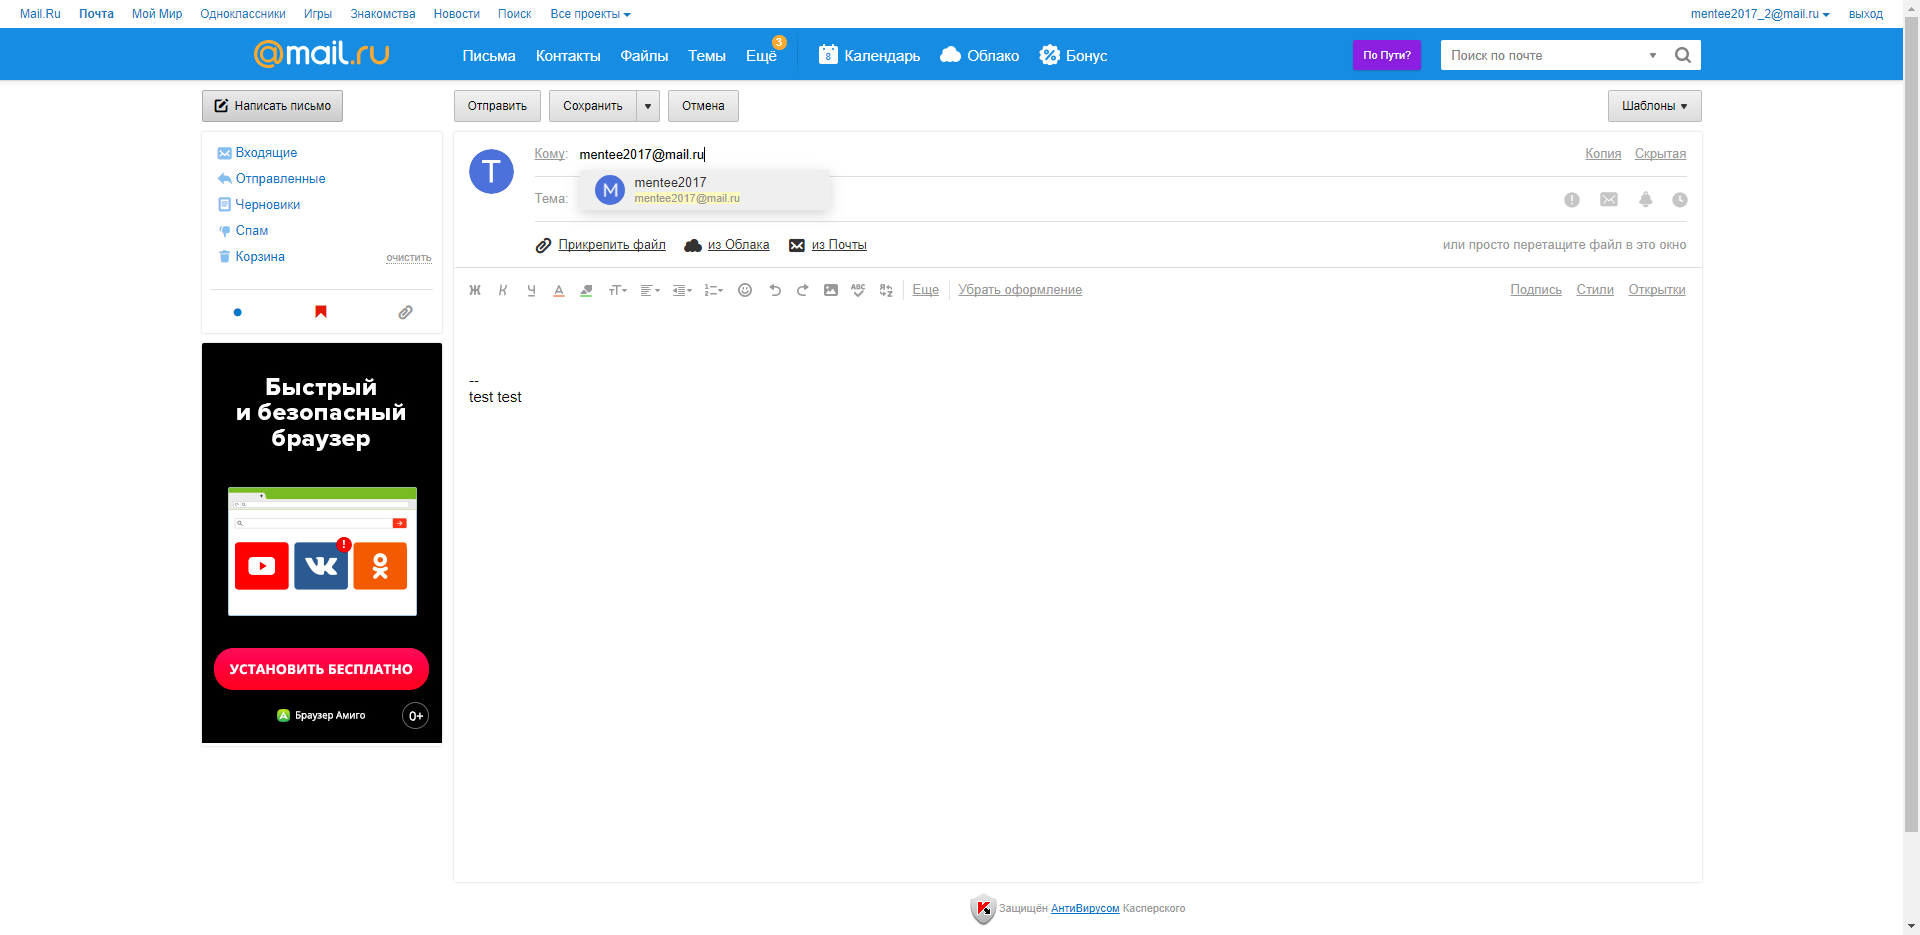 Mail.Ru Почта Мой Мир Одноклассники Игры Знакомства Новости Поиск Все проекты mentee2017_2@mail.ru выход
@mail.ru Письма Контакты Файлы Темы Ещё 3 8 Календарь Облако Бонус По Пути? Поиск по почте
Написать письмо Отправить Сохранить Отмена Шаблоны
Входящие
Отправленные
Черновики
Спам
Корзина очистить
T
Кому: mentee2017@mail.ru Копия Скрытая
M mentee2017
mentee2017@mail.ru
Тема:
Прикрепить файл из Облака из Почты или просто перетащите файл в это окно
Ж К Ч А тТ ABC Еще Убрать оформление Подпись Стили Открытки
--
test test
Быстрый
и безопасный
браузер
УСТАНОВИТЬ БЕСПЛАТНО
Браузер Амиго 0+
Защищён АнтиВирусом Касперского